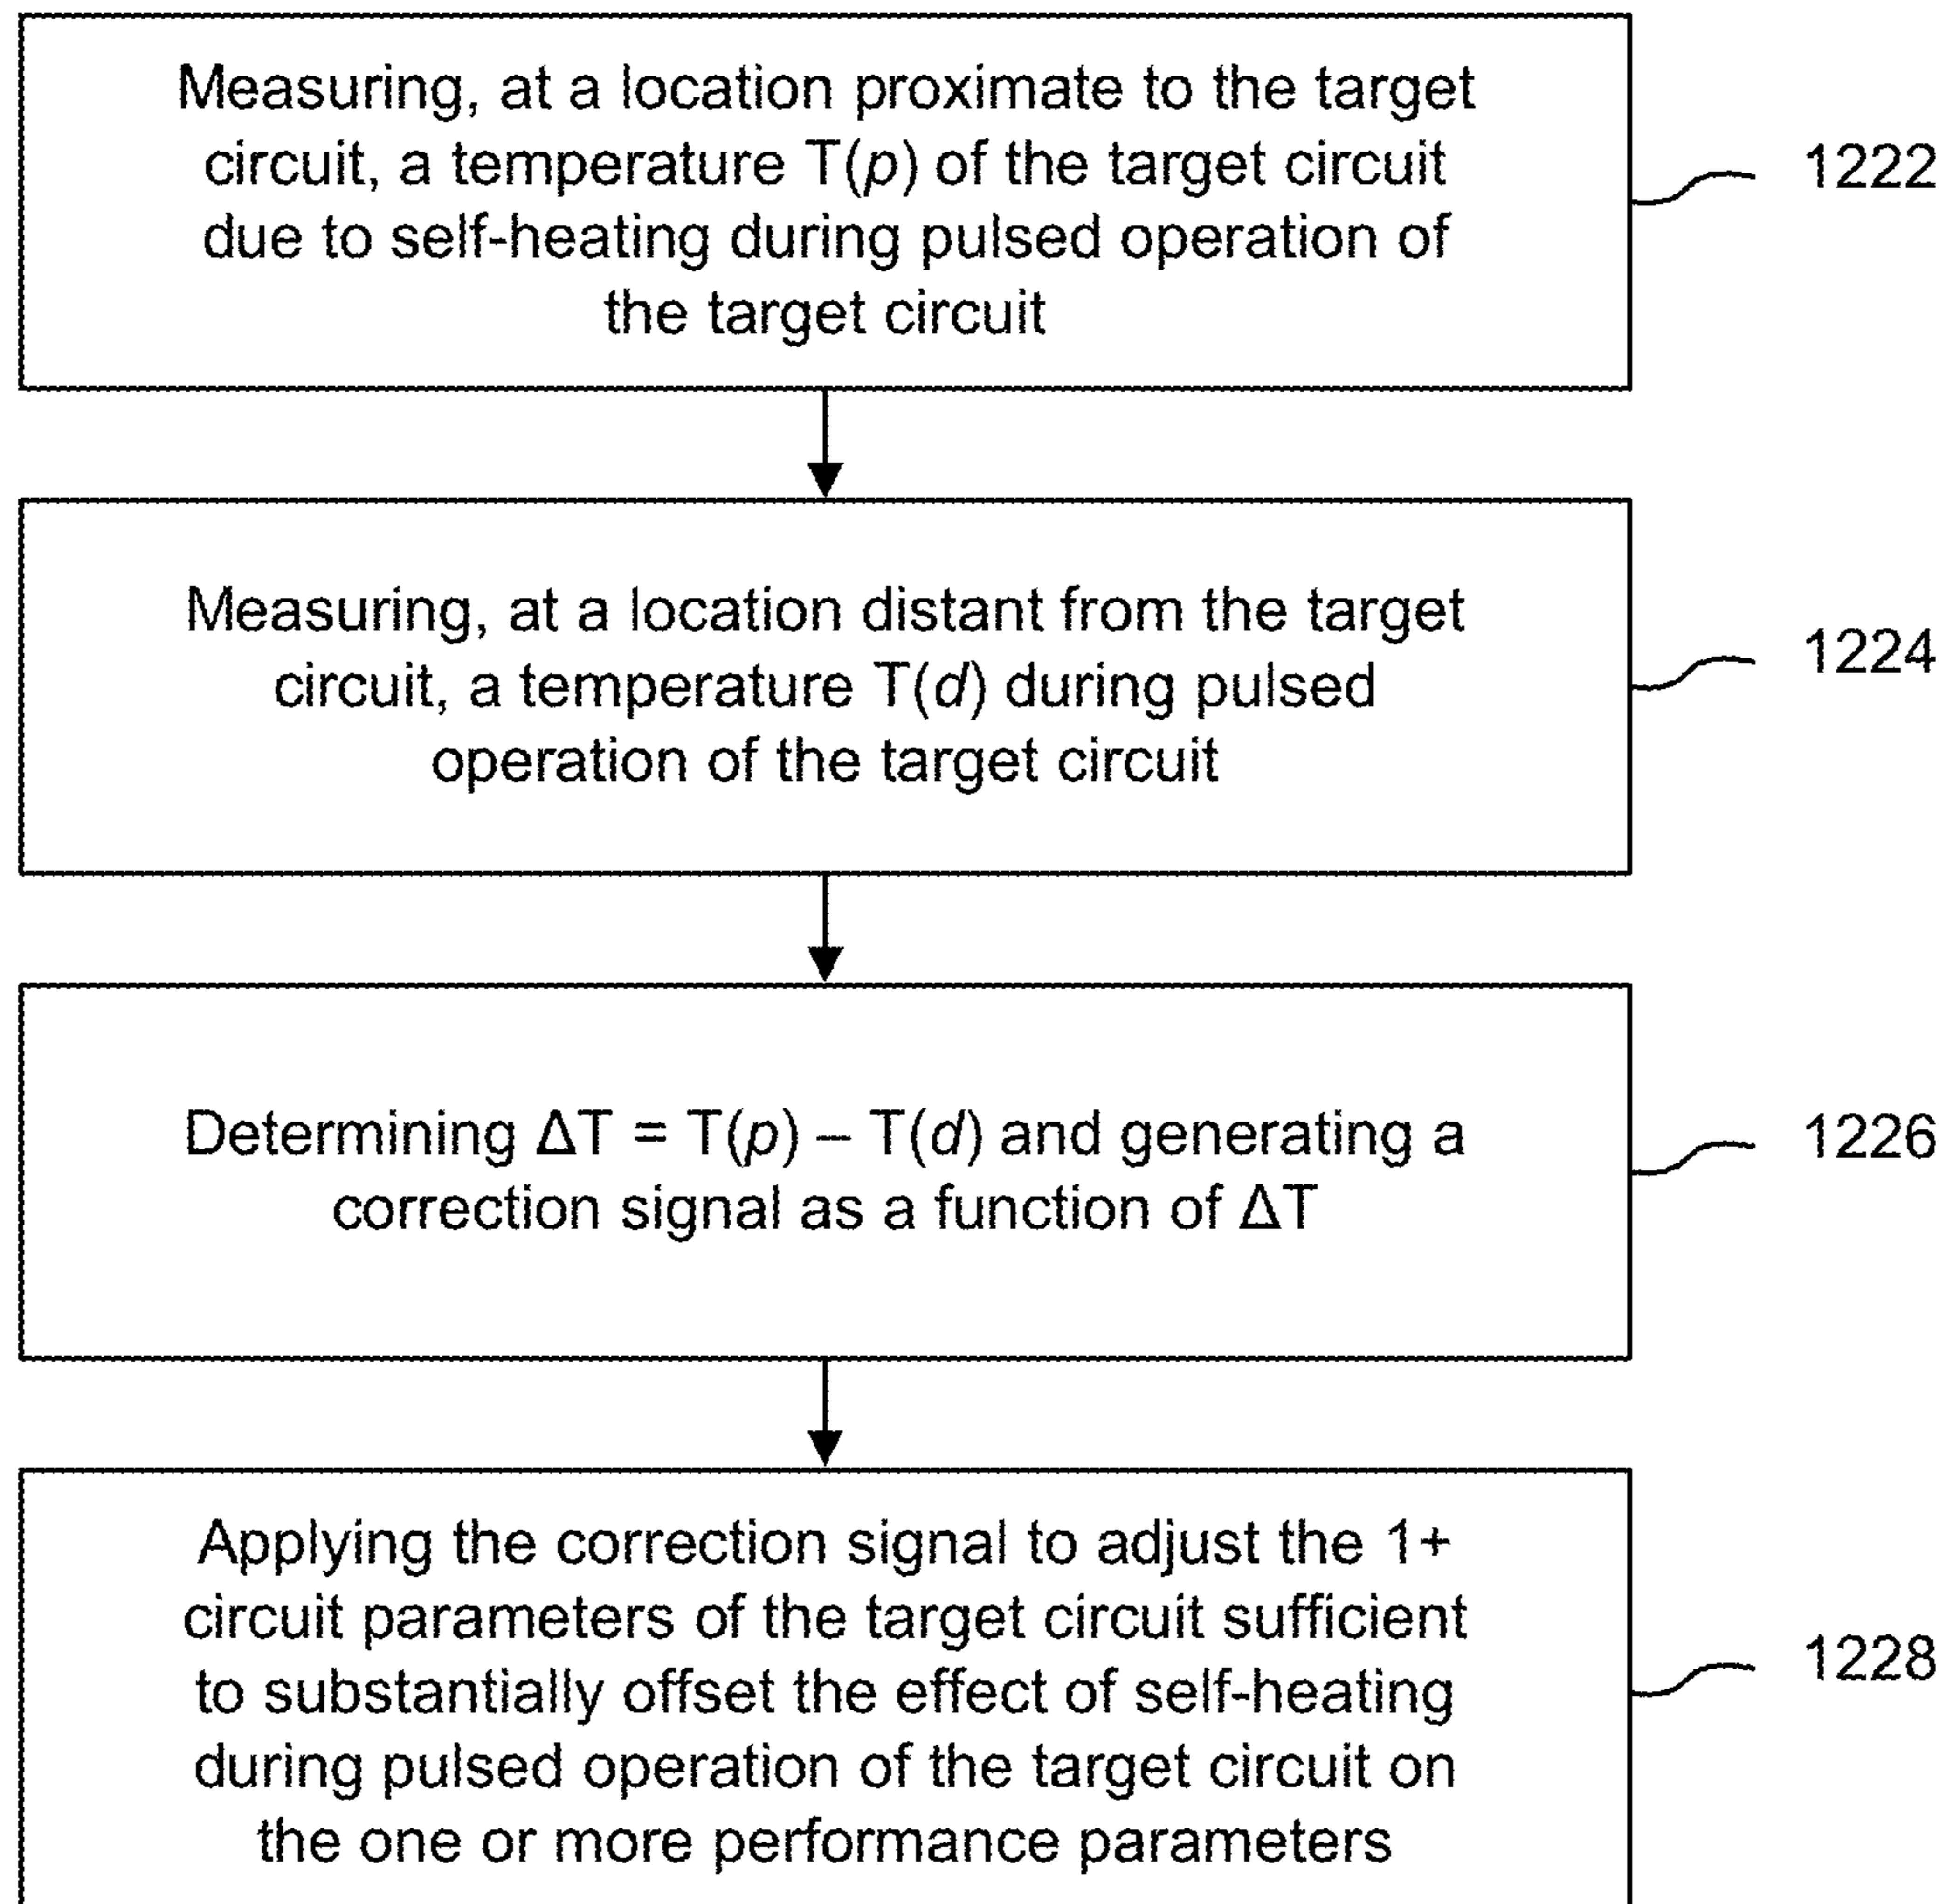 Measuring, at a location proximate to the target
circuit, a temperature T(p) of the target circuit
due to self-heating during pulsed operation of
the target circuit
1222
Measuring, at a location distant from the target
circuit, a temperature T(d) during pulsed
operation of the target circuit
1224
Determining ΔT = T(p) – T(d) and generating a
correction signal as a function of ΔT
1226
Applying the correction signal to adjust the 1+
circuit parameters of the target circuit sufficient
to substantially offset the effect of self-heating
during pulsed operation of the target circuit on
the one or more performance parameters
1228